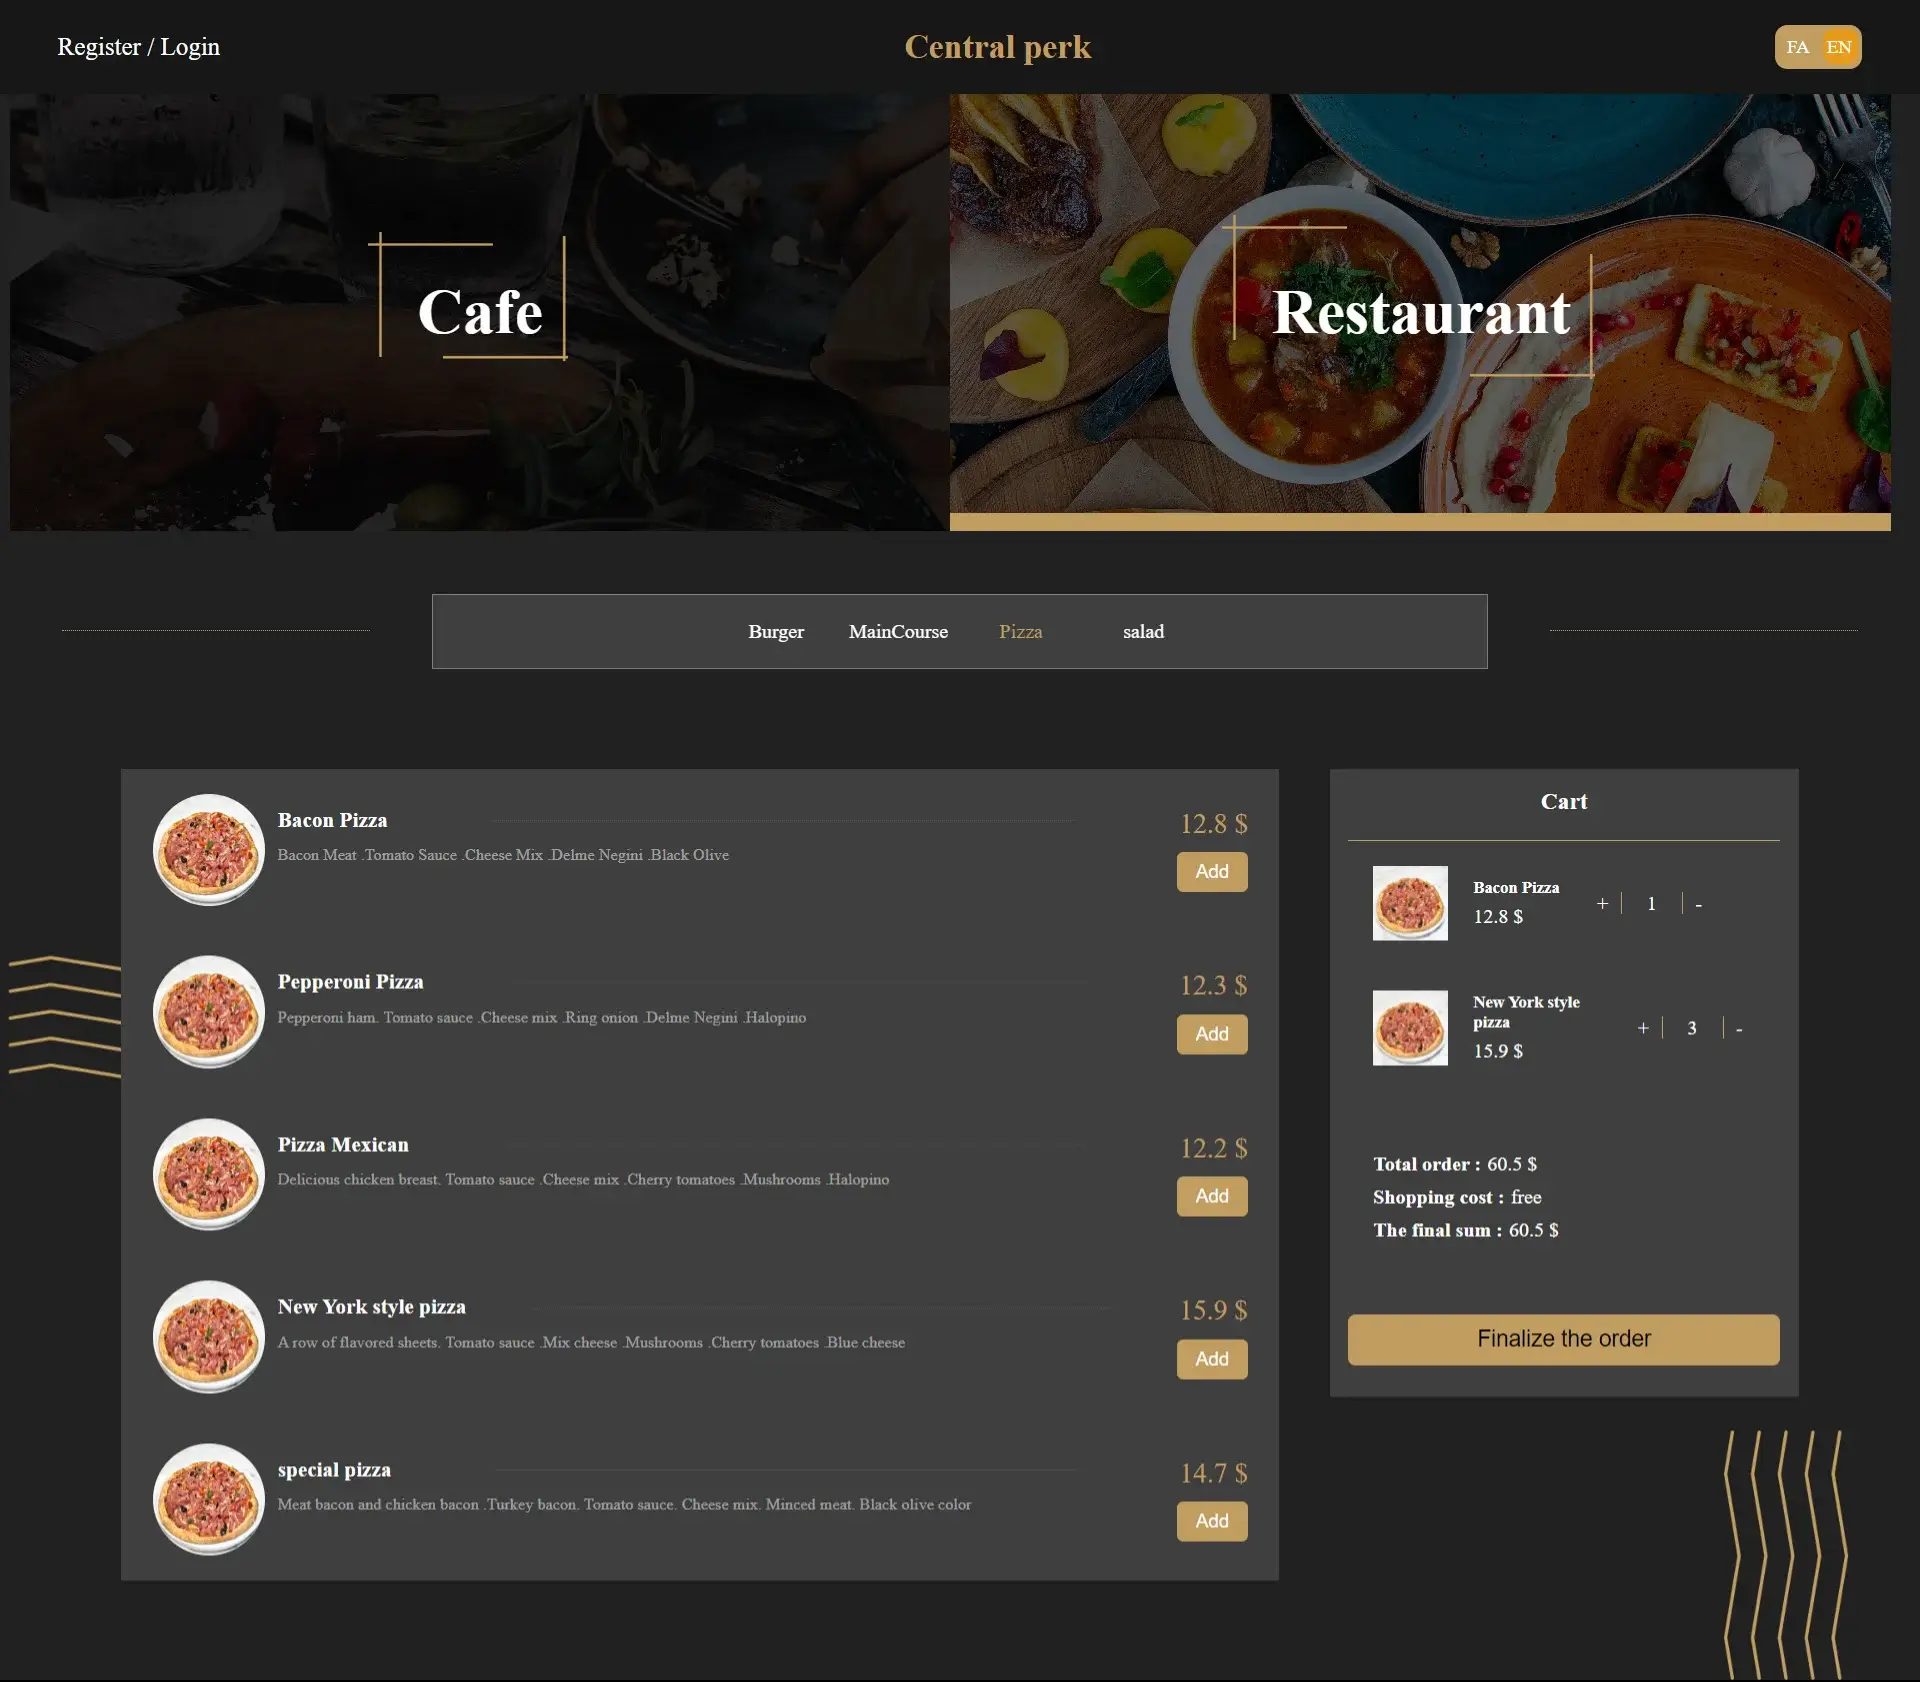 Register / Login
Central perk
FA EN
Cafe
Restaurant
Burger MainCourse Pizza salad
Bacon Pizza
12.8 $
Bacon Meat .Tomato Sauce .Cheese Mix .Delme Negini .Black Olive
Add
Pepperoni Pizza
12.3 $
Pepperoni ham. Tomato sauce .Cheese mix .Ring onion .Delme Negini .Halopino
Add
Pizza Mexican
12.2 $
Delicious chicken breast. Tomato sauce .Cheese mix .Cherry tomatoes .Mushrooms .Halopino
Add
New York style pizza
15.9 $
A row of flavored sheets. Tomato sauce .Mix cheese .Mushrooms .Cherry tomatoes .Blue cheese
Add
special pizza
14.7 $
Meat bacon and chicken bacon .Turkey bacon. Tomato sauce. Cheese mix. Minced meat. Black olive color
Add
Cart
Bacon Pizza
12.8 $
+ 1 -
New York style
pizza
15.9 $
+ 3 -
Total order : 60.5 $
Shopping cost : free
The final sum : 60.5 $
Finalize the order